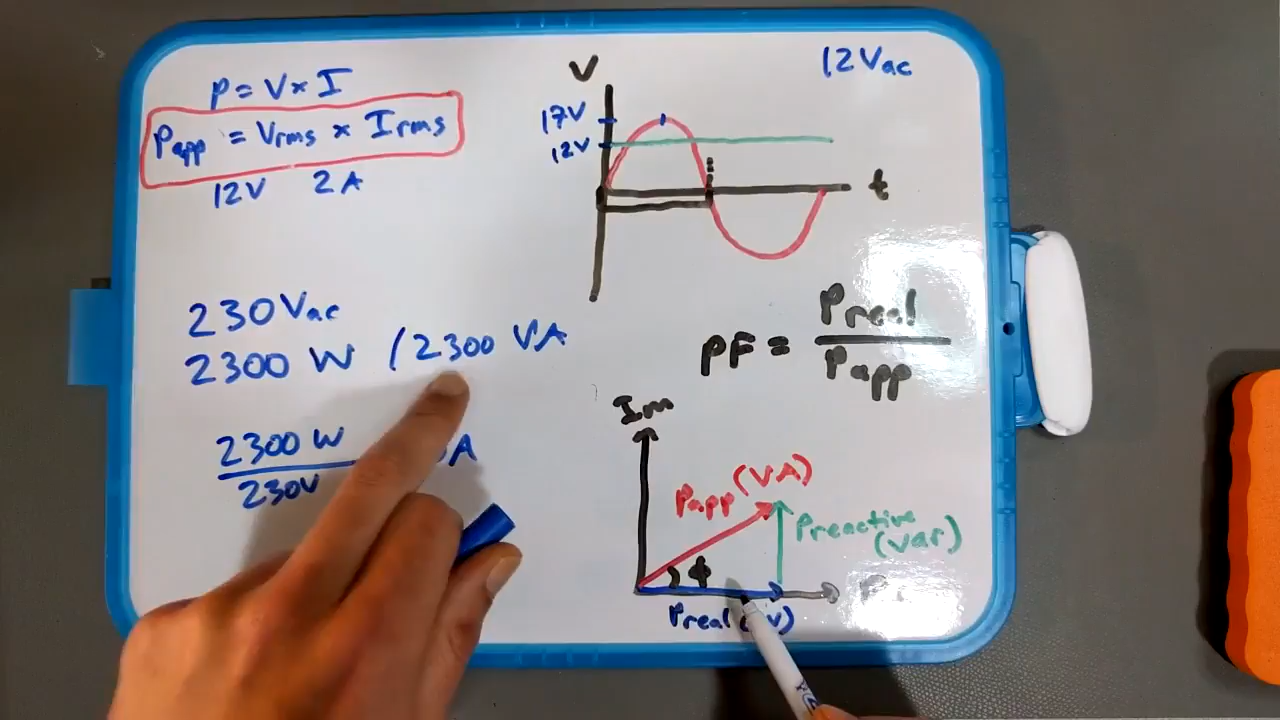 P = V × I
Papp = Vrms × Irms
12V 2A
230Vac
2300 W (2300 VA
2300 W
230V
A
12Vac
V
17V
12V
t
PF = Preal
Papp
Im
Papp (VA)
Preactive
(var)
ϕ
Preal